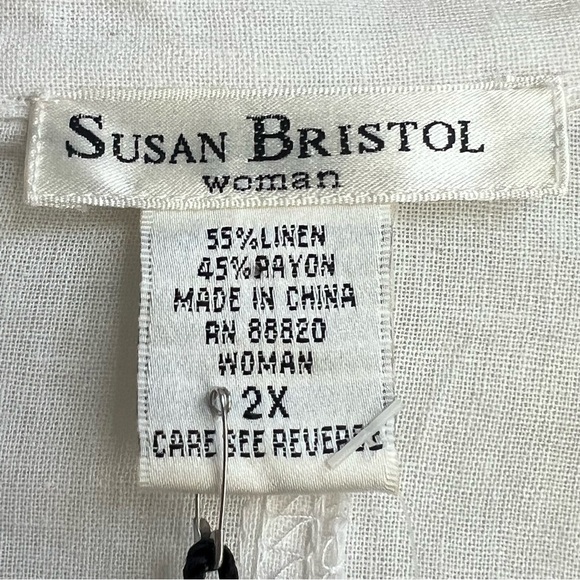 SUSAN BRISTOL
woman
55%LINEN
45%RAYON
MADE IN CHINA
RN 88820
WOMAN
2X
CARE SEE REVERSE